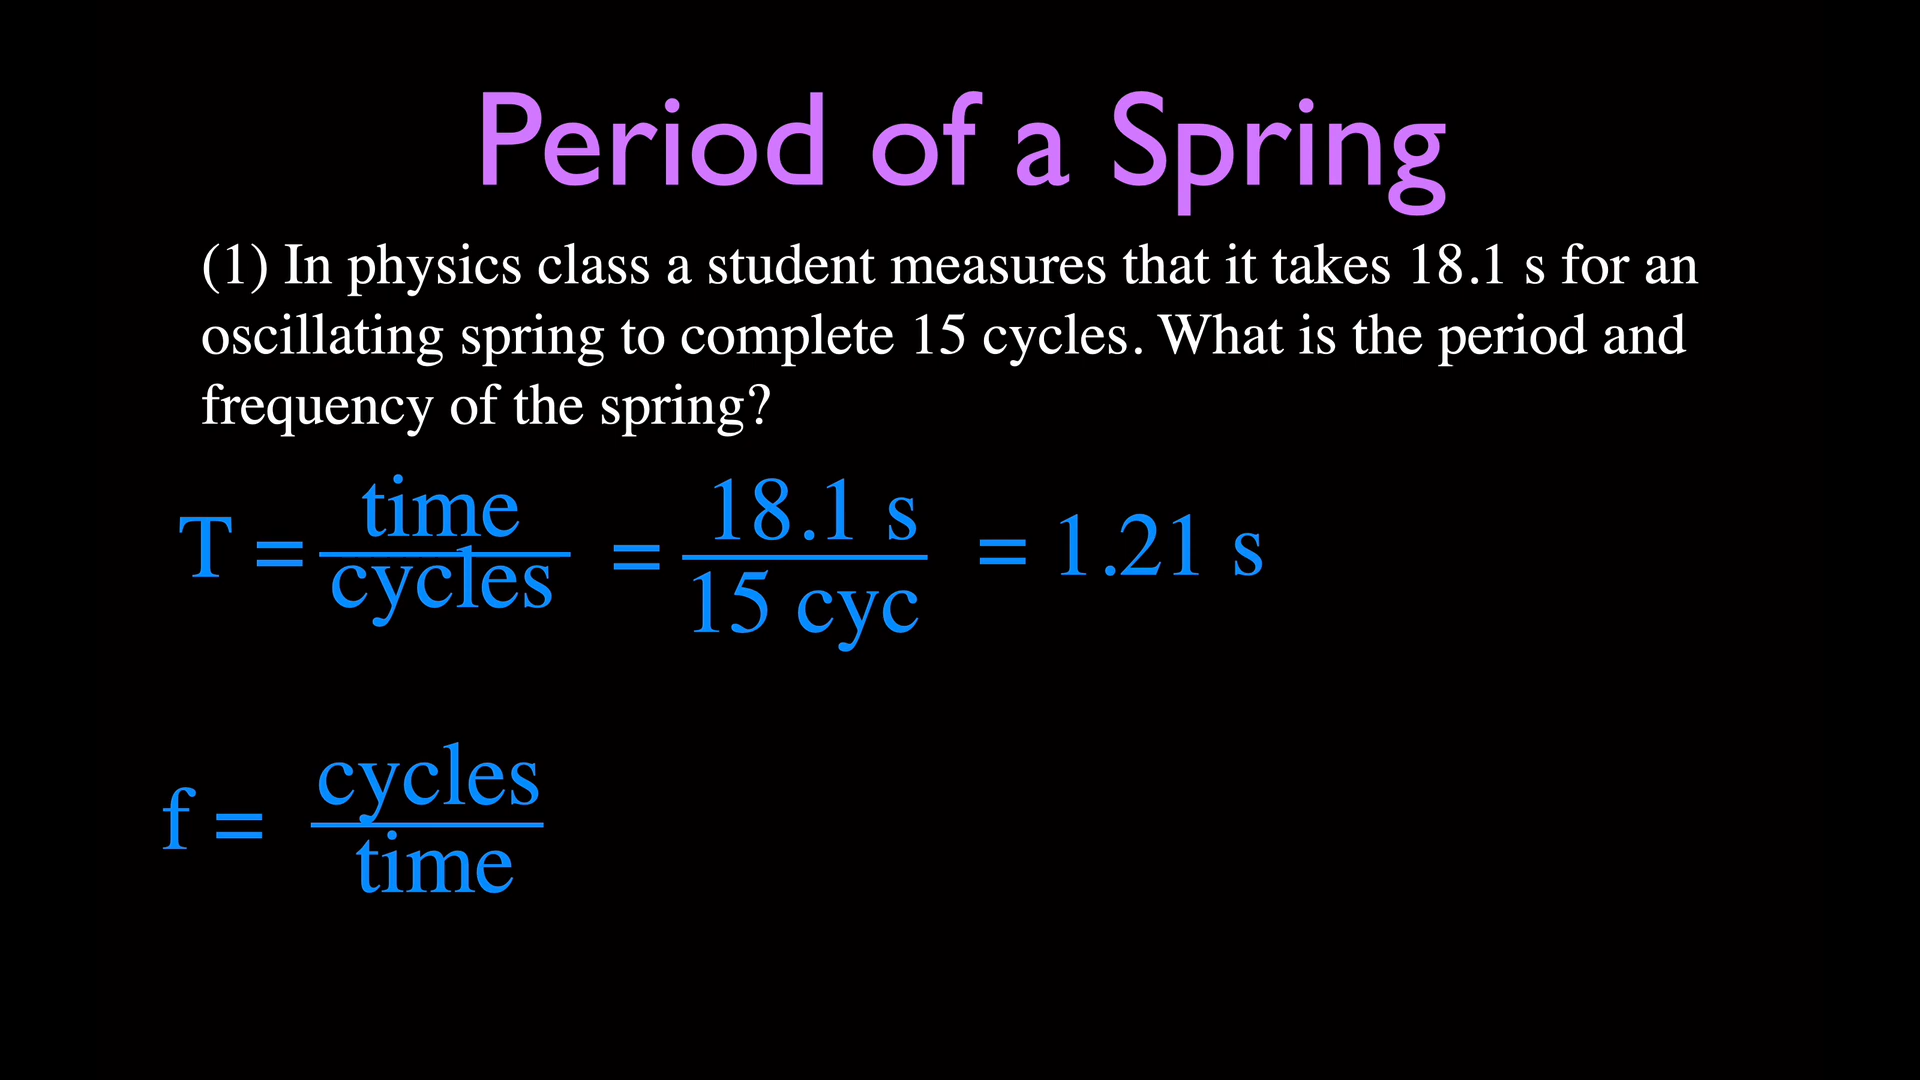 Period of a Spring
(1) In physics class a student measures that it takes 18.1 s for an
oscillating spring to complete 15 cycles. What is the period and
frequency of the spring?
T = time/cycles = 18.1 s/15 cyc = 1.21 s
f = cycles/time